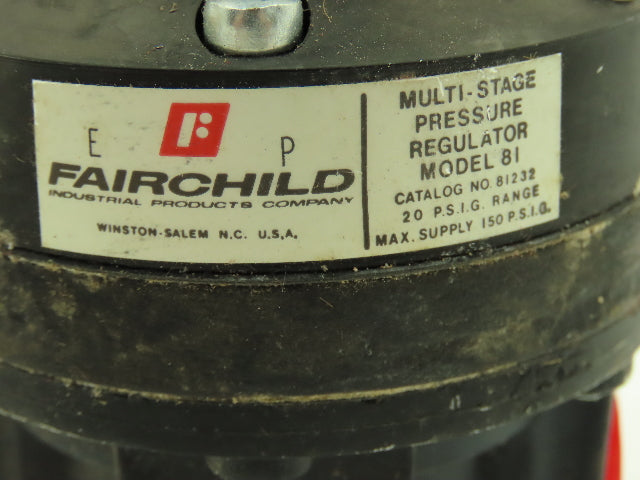 E P
FAIRCHILD
INDUSTRIAL PRODUCTS COMPANY
WINSTON-SALEM N.C. U.S.A.
MULTI-STAGE
PRESSURE
REGULATOR
MODEL 81
CATALOG NO. 81232
20 P.S.I.G. RANGE
MAX. SUPPLY 150 P.S.I.G.